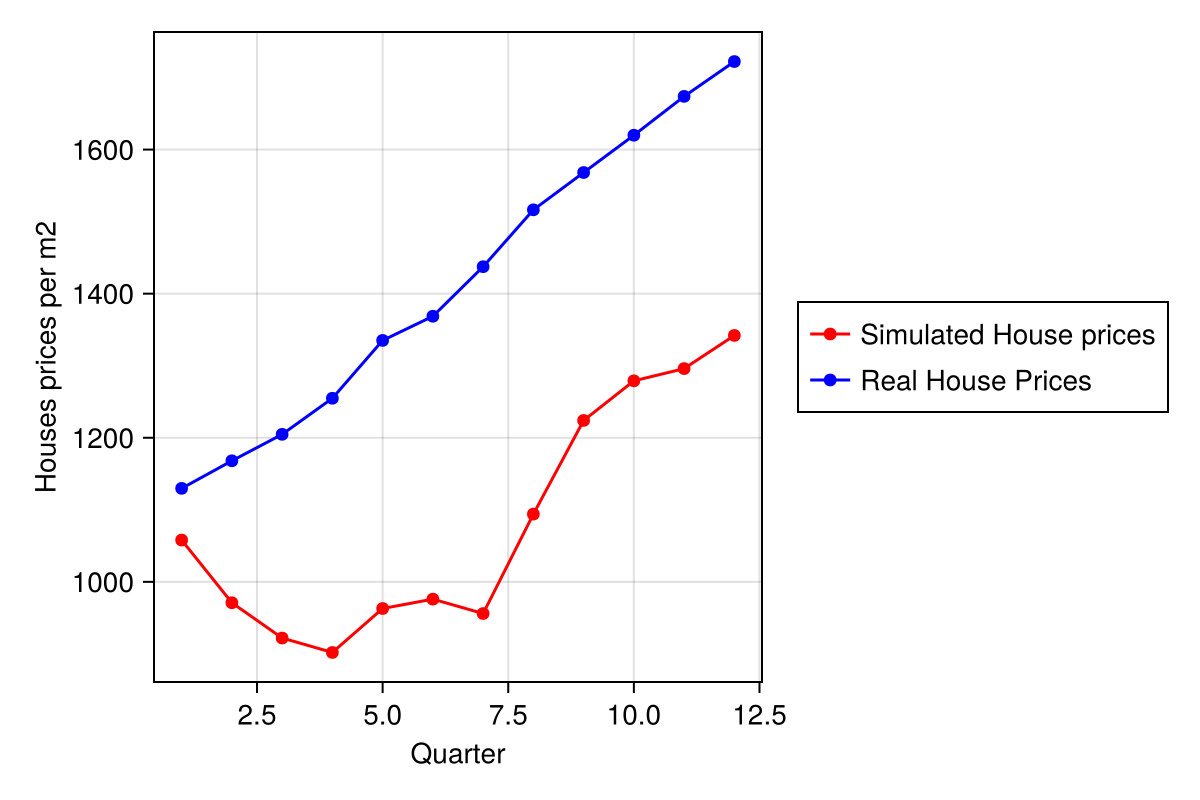 Houses prices per m2
1600
1400
1200
1000
2.5 5.0 7.5 10.0 12.5
Quarter
Simulated House prices
Real House Prices